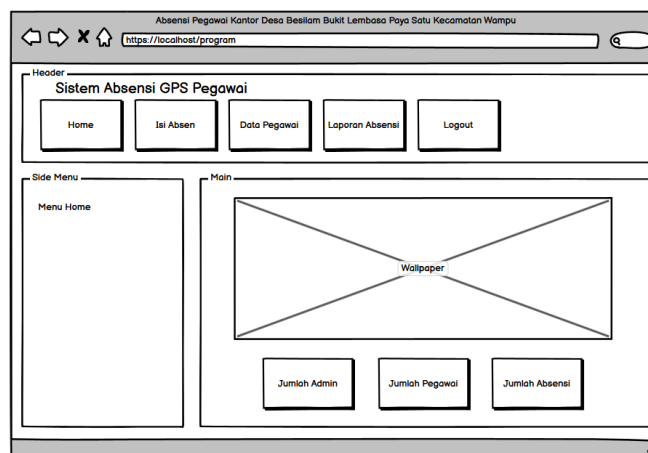 Absensi Pegawai Kantor Desa Besilam Bukit Lembasa Paya Satu Kecamatan Wampu
https://localhost/program
Header
Sistem Absensi GPS Pegawai
Home
Isi Absen
Data Pegawai
Laporan Absensi
Logout
Side Menu
Menu Home
Main
Wallpaper
Jumlah Admin
Jumlah Pegawai
Jumlah Absensi